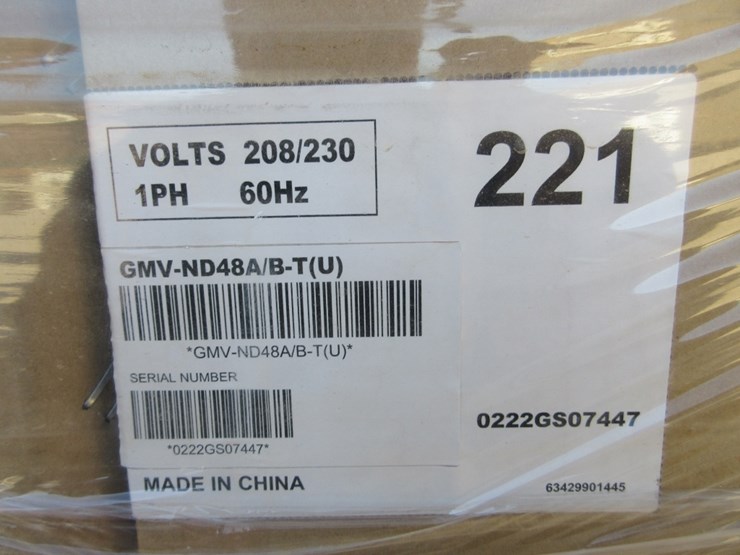 VOLTS 208/230
1PH 60Hz
221
GMV-ND48A/B-T(U)
*GMV-ND48A/B-T(U)*
SERIAL NUMBER
*0222GS07447*
0222GS07447
MADE IN CHINA
63429901445